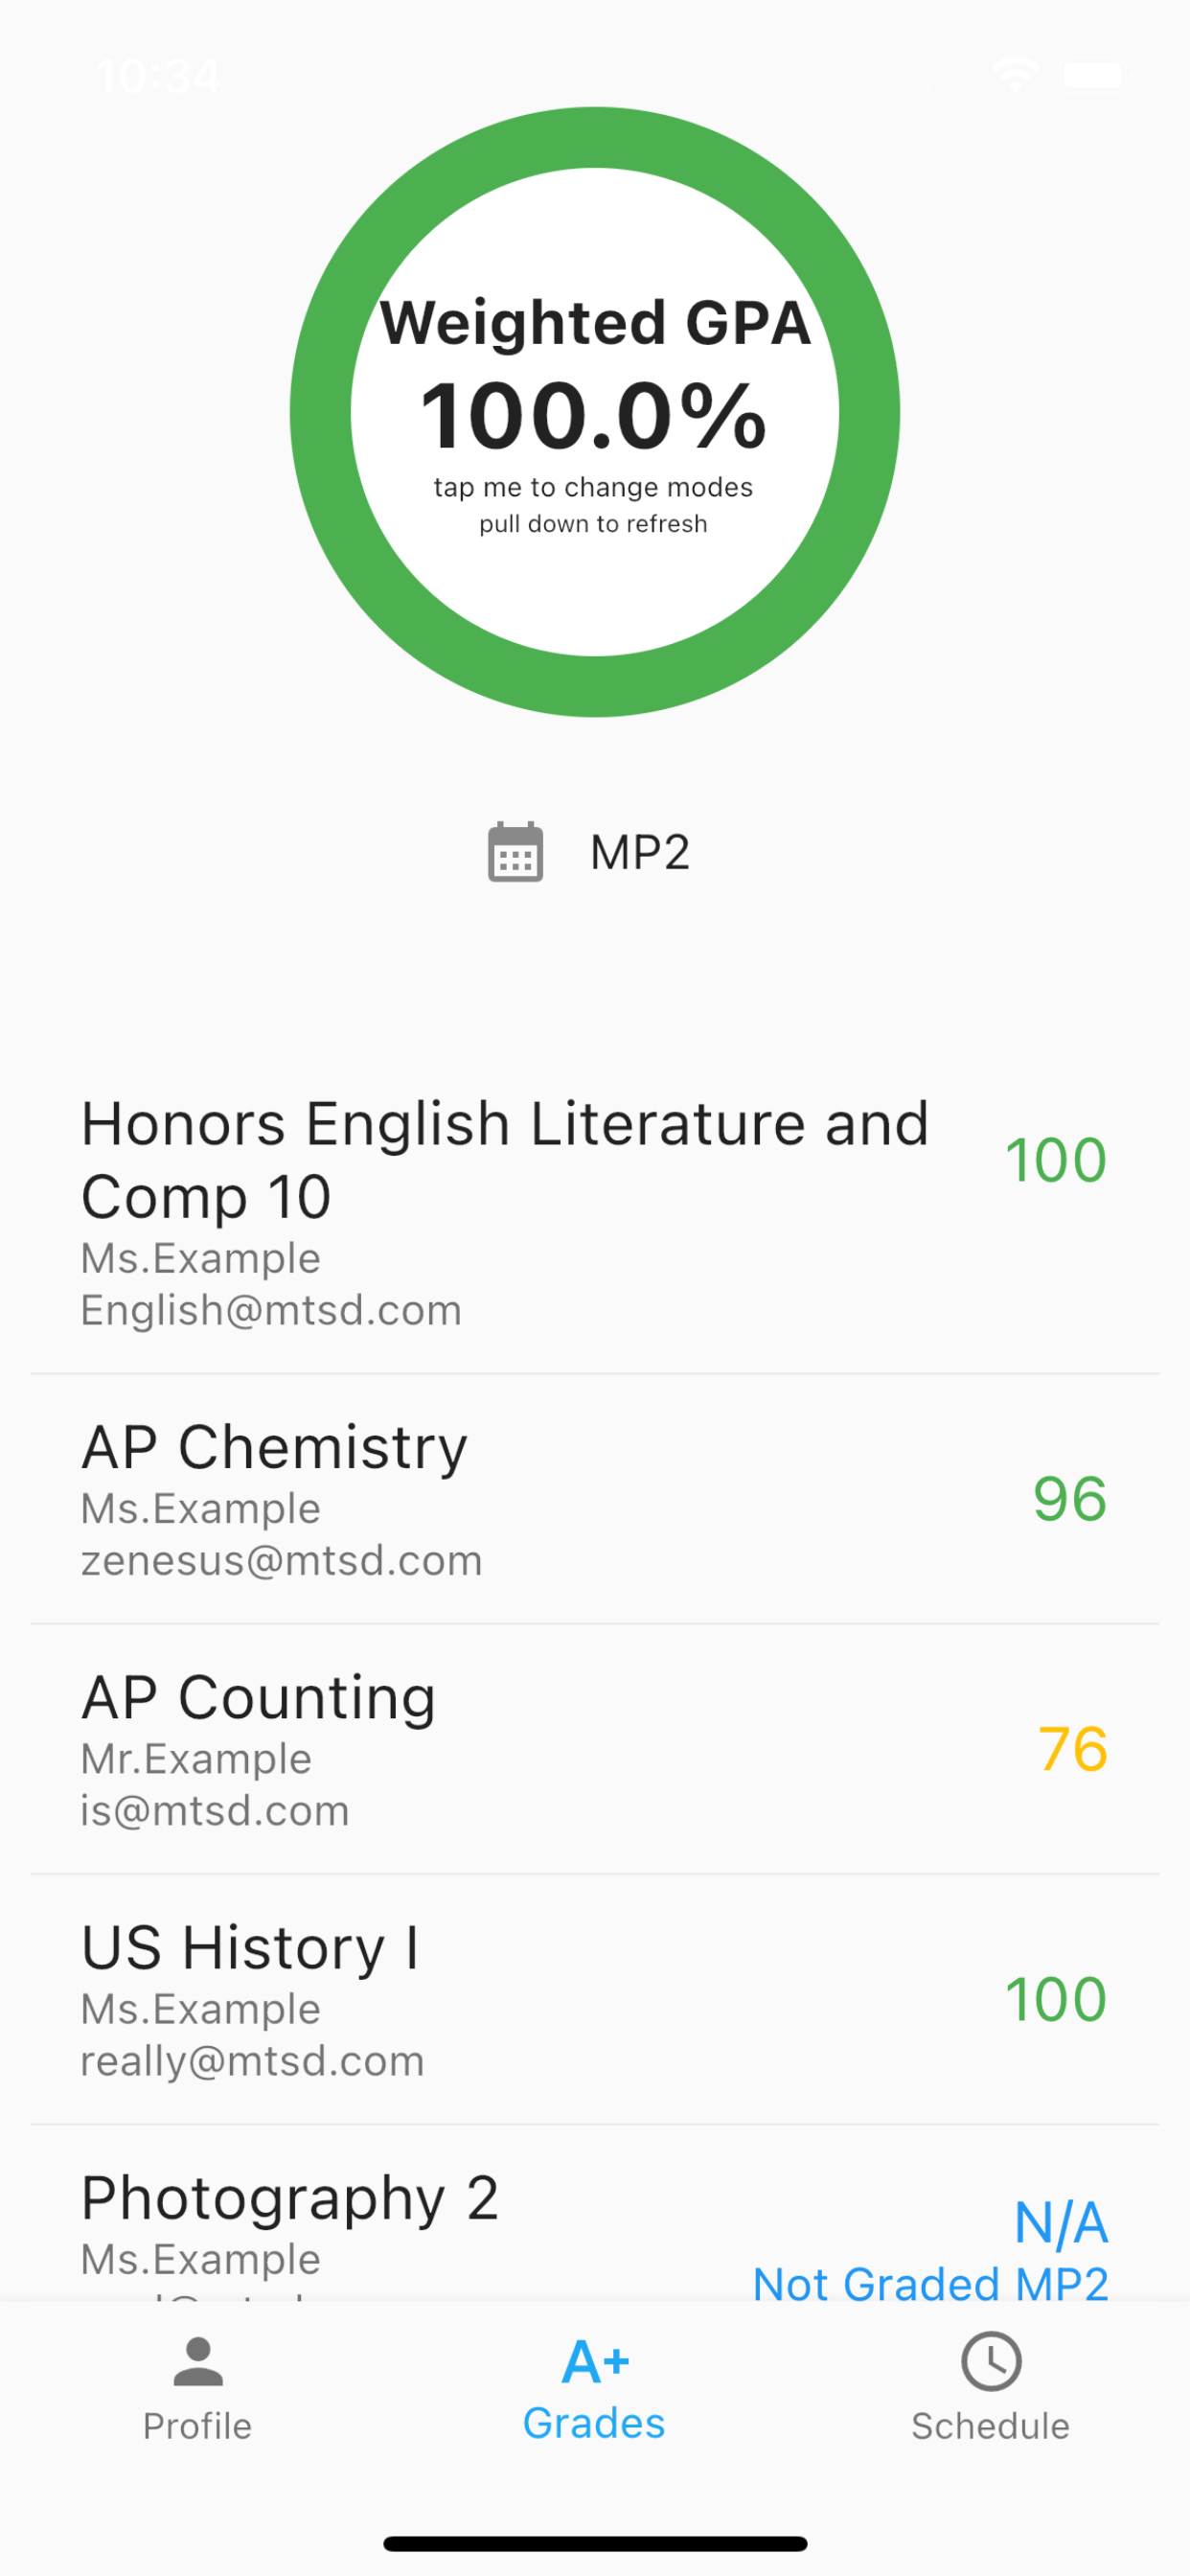 10:34
Weighted GPA
100.0%
tap me to change modes
pull down to refresh
MP2
Honors English Literature and
Comp 10
100
Ms.Example
English@mtsd.com
AP Chemistry
96
Ms.Example
zenesus@mtsd.com
AP Counting
76
Mr.Example
is@mtsd.com
US History I
100
Ms.Example
really@mtsd.com
Photography 2
N/A
Ms.Example
Not Graded MP2
A+
Profile
Grades
Schedule